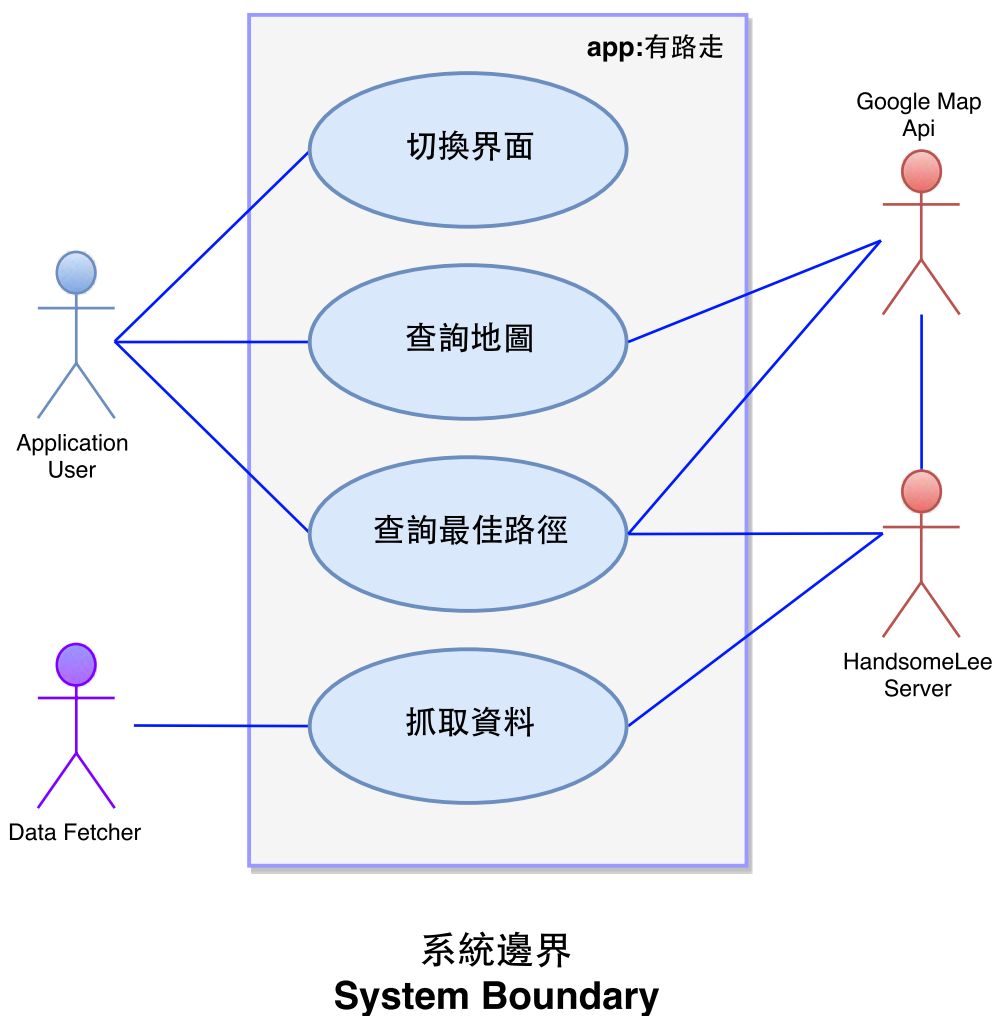 app:有路走
Google Map
Api
切換界面
查詢地圖
Application
User
查詢最佳路徑
HandsomeLee
Server
抓取資料
Data Fetcher
系統邊界
System Boundary